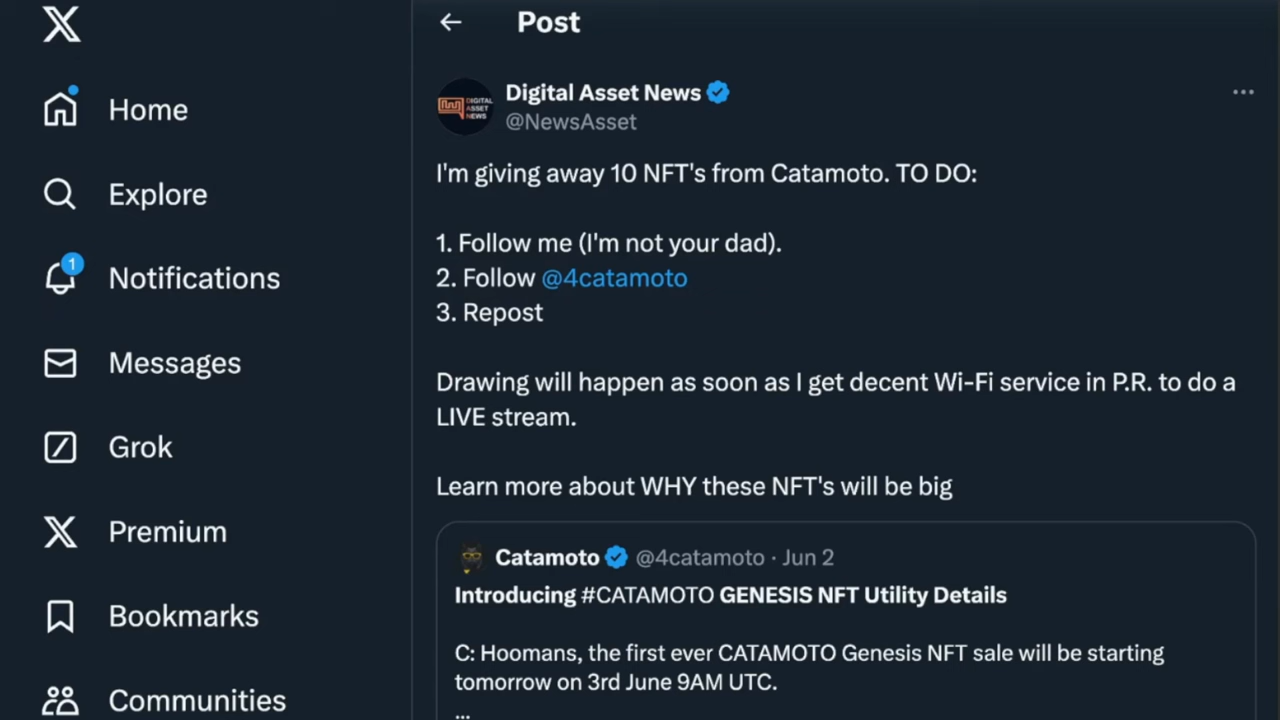 X
Home
Explore
1
Notifications
Messages
Grok
Premium
Bookmarks
Communities
Post
DIGITAL
ASSET
NEWS
Digital Asset News
@NewsAsset
I'm giving away 10 NFT's from Catamoto. TO DO:
1. Follow me (I'm not your dad).
2. Follow @4catamoto
3. Repost
Drawing will happen as soon as I get decent Wi-Fi service in P.R. to do a
LIVE stream.
Learn more about WHY these NFT's will be big
Catamoto @4catamoto · Jun 2
Introducing #CATAMOTO GENESIS NFT Utility Details
C: Hoomans, the first ever CATAMOTO Genesis NFT sale will be starting
tomorrow on 3rd June 9AM UTC.
...